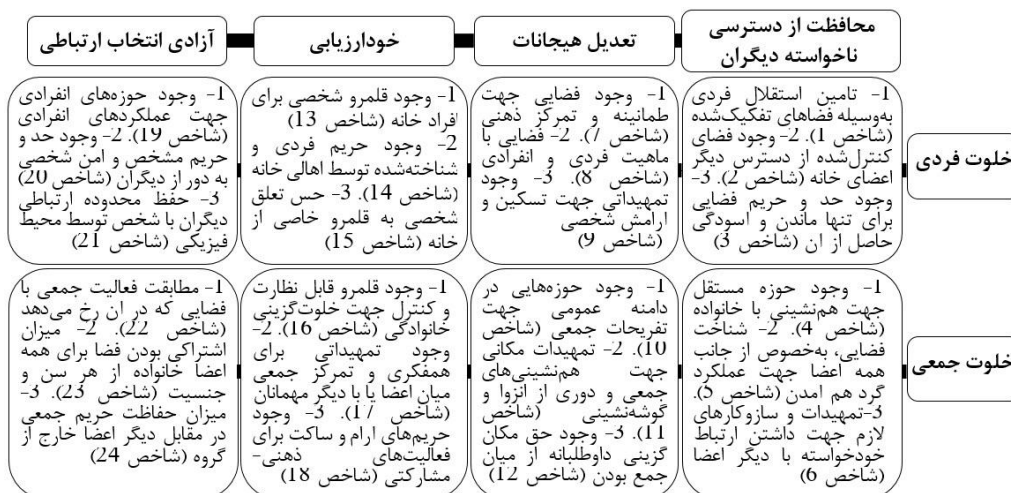 محافظت از دسترسی
ناخواسته دیگران
تعدیل هیجانات
خودارزیابی
آزادی انتخاب ارتباطی
خلوت فردی
1- تامین استقلال فردی
به‌وسیله فضاهای تفکیک‌شده
(شاخص 1). 2- وجود فضای
کنترل‌شده از دسترس دیگر
اعضای خانه (شاخص 2). 3-
وجود حد و حریم فضایی
برای تنها ماندن و اسودگی
حاصل از ان (شاخص 3)
1- وجود فضایی جهت
طمانینه و تمرکز ذهنی
(شاخص 7). 2- فضایی با
ماهیت فردی و انفرادی
(شاخص 8). 3- وجود
تمهیداتی جهت تسکین و
ارامش شخصی
(شاخص 9)
1- وجود قلمرو شخصی برای
افراد خانه (شاخص 13)
2- وجود حریم فردی و
شناخته‌شده توسط اهالی خانه
(شاخص 14). 3- حس تعلق
شخصی به قلمرو خاصی از
خانه (شاخص 15)
1- وجود حوزه‌های انفرادی
جهت عملکردهای انفرادی
(شاخص 19). 2- وجود حد و
حریم مشخص و امن شخصی
به دور از دیگران (شاخص 20)
3- حفظ محدوده ارتباطی
دیگران با شخص توسط محیط
فیزیکی (شاخص 21)
خلوت جمعی
1- وجود حوزه مستقل
جهت هم‌نشینی با خانواده
(شاخص 4). 2- شناخت
فضایی، به‌خصوص از جانب
همه اعضا جهت عملکرد
گرد هم امدن (شاخص 5).
3-تمهیدات و سازوکارهای
لازم جهت داشتن ارتباط
خودخواسته با دیگر اعضا
(شاخص 6)
1- وجود حوزه‌هایی در
دامنه عمومی جهت
تفریحات جمعی (شاخص
10). 2- تمهیدات مکانی
جهت هم‌نشینی‌های
جمعی و دوری از انزوا و
گوشه‌نشینی (شاخص
11). 3- وجود حق مکان
گزینی داوطلبانه از میان
جمع بودن (شاخص 12)
1- وجود قلمرو قابل نظارت
و کنترل جهت خلوت‌گزینی
خانوادگی (شاخص 16). 2-
وجود تمهیداتی برای
همفکری و تمرکز جمعی
میان اعضا یا با دیگر مهمانان
(شاخص 17). 3- وجود
حریم‌های ارام و ساکت برای
فعالیت‌های ذهنی-
مشارکتی (شاخص 18)
1- مطابقت فعالیت جمعی با
فضایی که در ان رخ می‌دهد
(شاخص 22). 2- میزان
اشتراکی بودن فضا برای همه
اعضا خانواده از هر سن و
جنسیت (شاخص 23). 3-
میزان حفاظت حریم جمعی
در مقابل دیگر اعضا خارج از
گروه (شاخص 24)